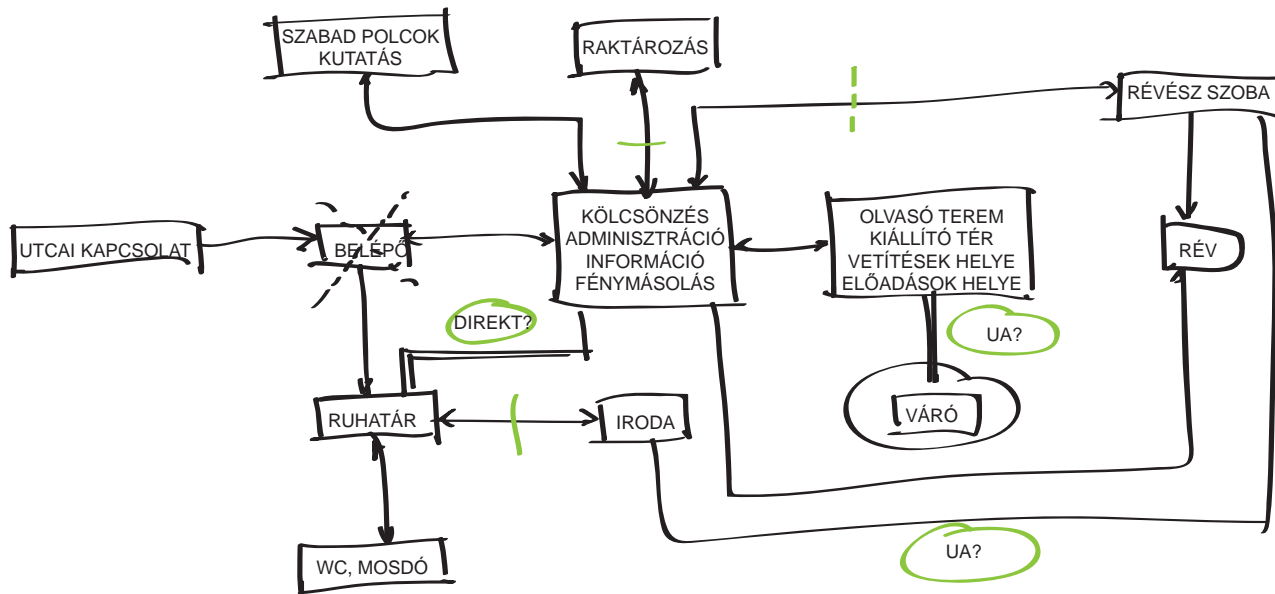 SZABAD POLCOK
KUTATÁS
RAKTÁROZÁS
RÉVÉSZ SZOBA
UTCAI KAPCSOLAT
BELÉPŐ
KÖLCSÖNZÉS
ADMINISZTRÁCIÓ
INFORMÁCIÓ
FÉNYMÁSOLÁS
OLVASÓ TEREM
KIÁLLÍTÓ TÉR
VETÍTÉSEK HELYE
ELŐADÁSOK HELYE
RÉV
DIREKT?
UA?
RUHATÁR
IRODA
VÁRÓ
UA?
WC, MOSDÓ